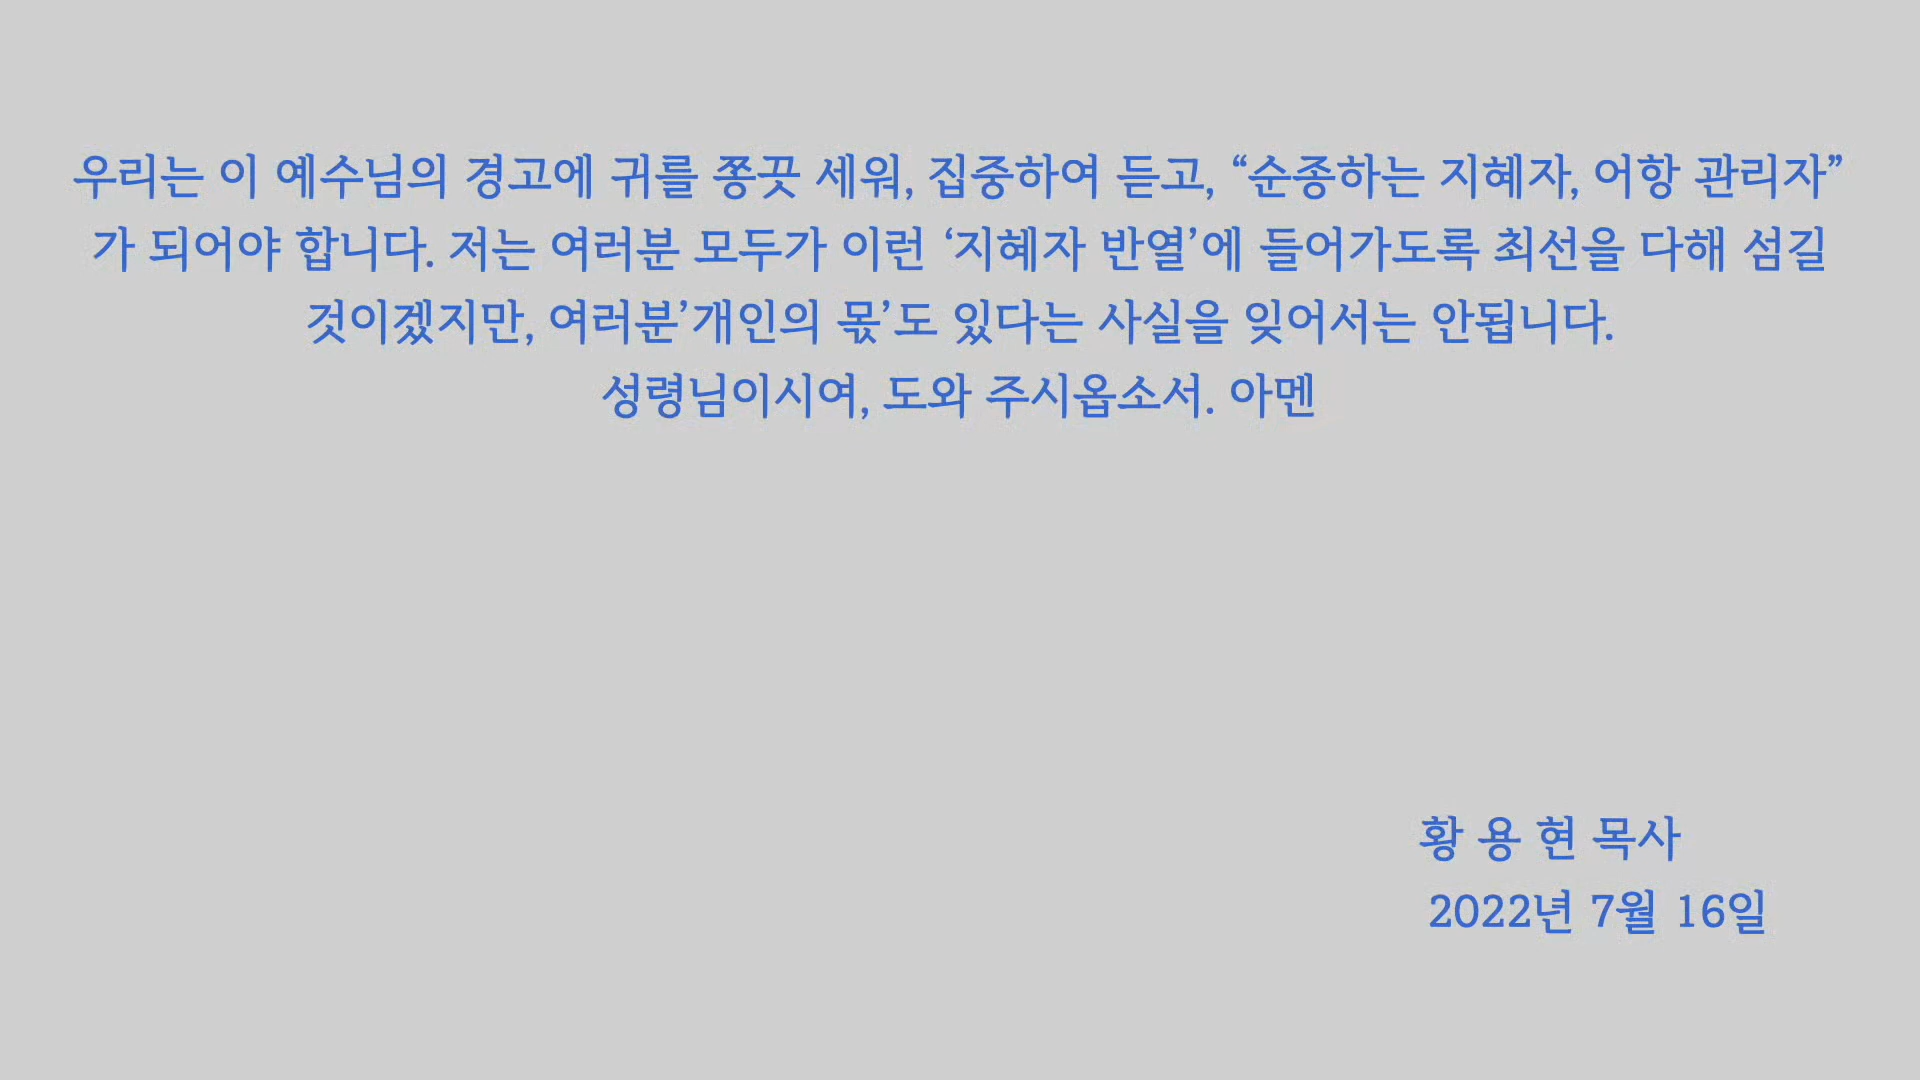 우리는 이 예수님의 경고에 귀를 쫑끗 세워, 집중하여 듣고, “순종하는 지혜자, 어항 관리자”
가 되어야 합니다. 저는 여러분 모두가 이런 ‘지혜자 반열’에 들어가도록 최선을 다해 섬길
것이겠지만, 여러분’개인의 몫’도 있다는 사실을 잊어서는 안됩니다.
성령님이시여, 도와 주시옵소서. 아멘
황 용 현 목사
2022년 7월 16일